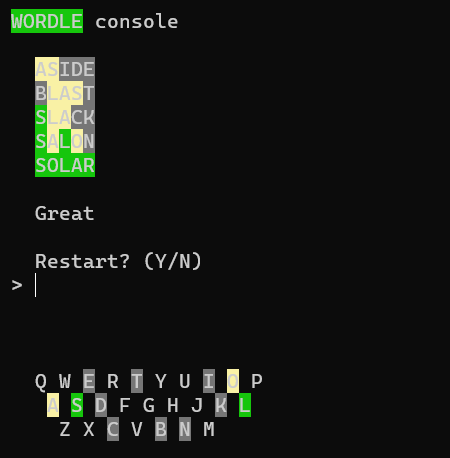 WORDLE console
ASIDE
BLAST
SLACK
SALON
SOLAR
Great
Restart? (Y/N)
>
Q W E R T Y U I O P
A S D F G H J K L
Z X C V B N M